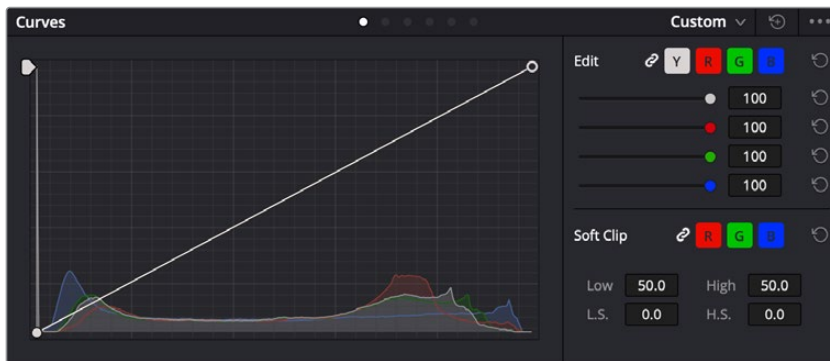 Curves Custom
Edit Y R G B
100
100
100
100
Soft Clip R G B
Low 50.0 High 50.0
L.S. 0.0 H.S. 0.0